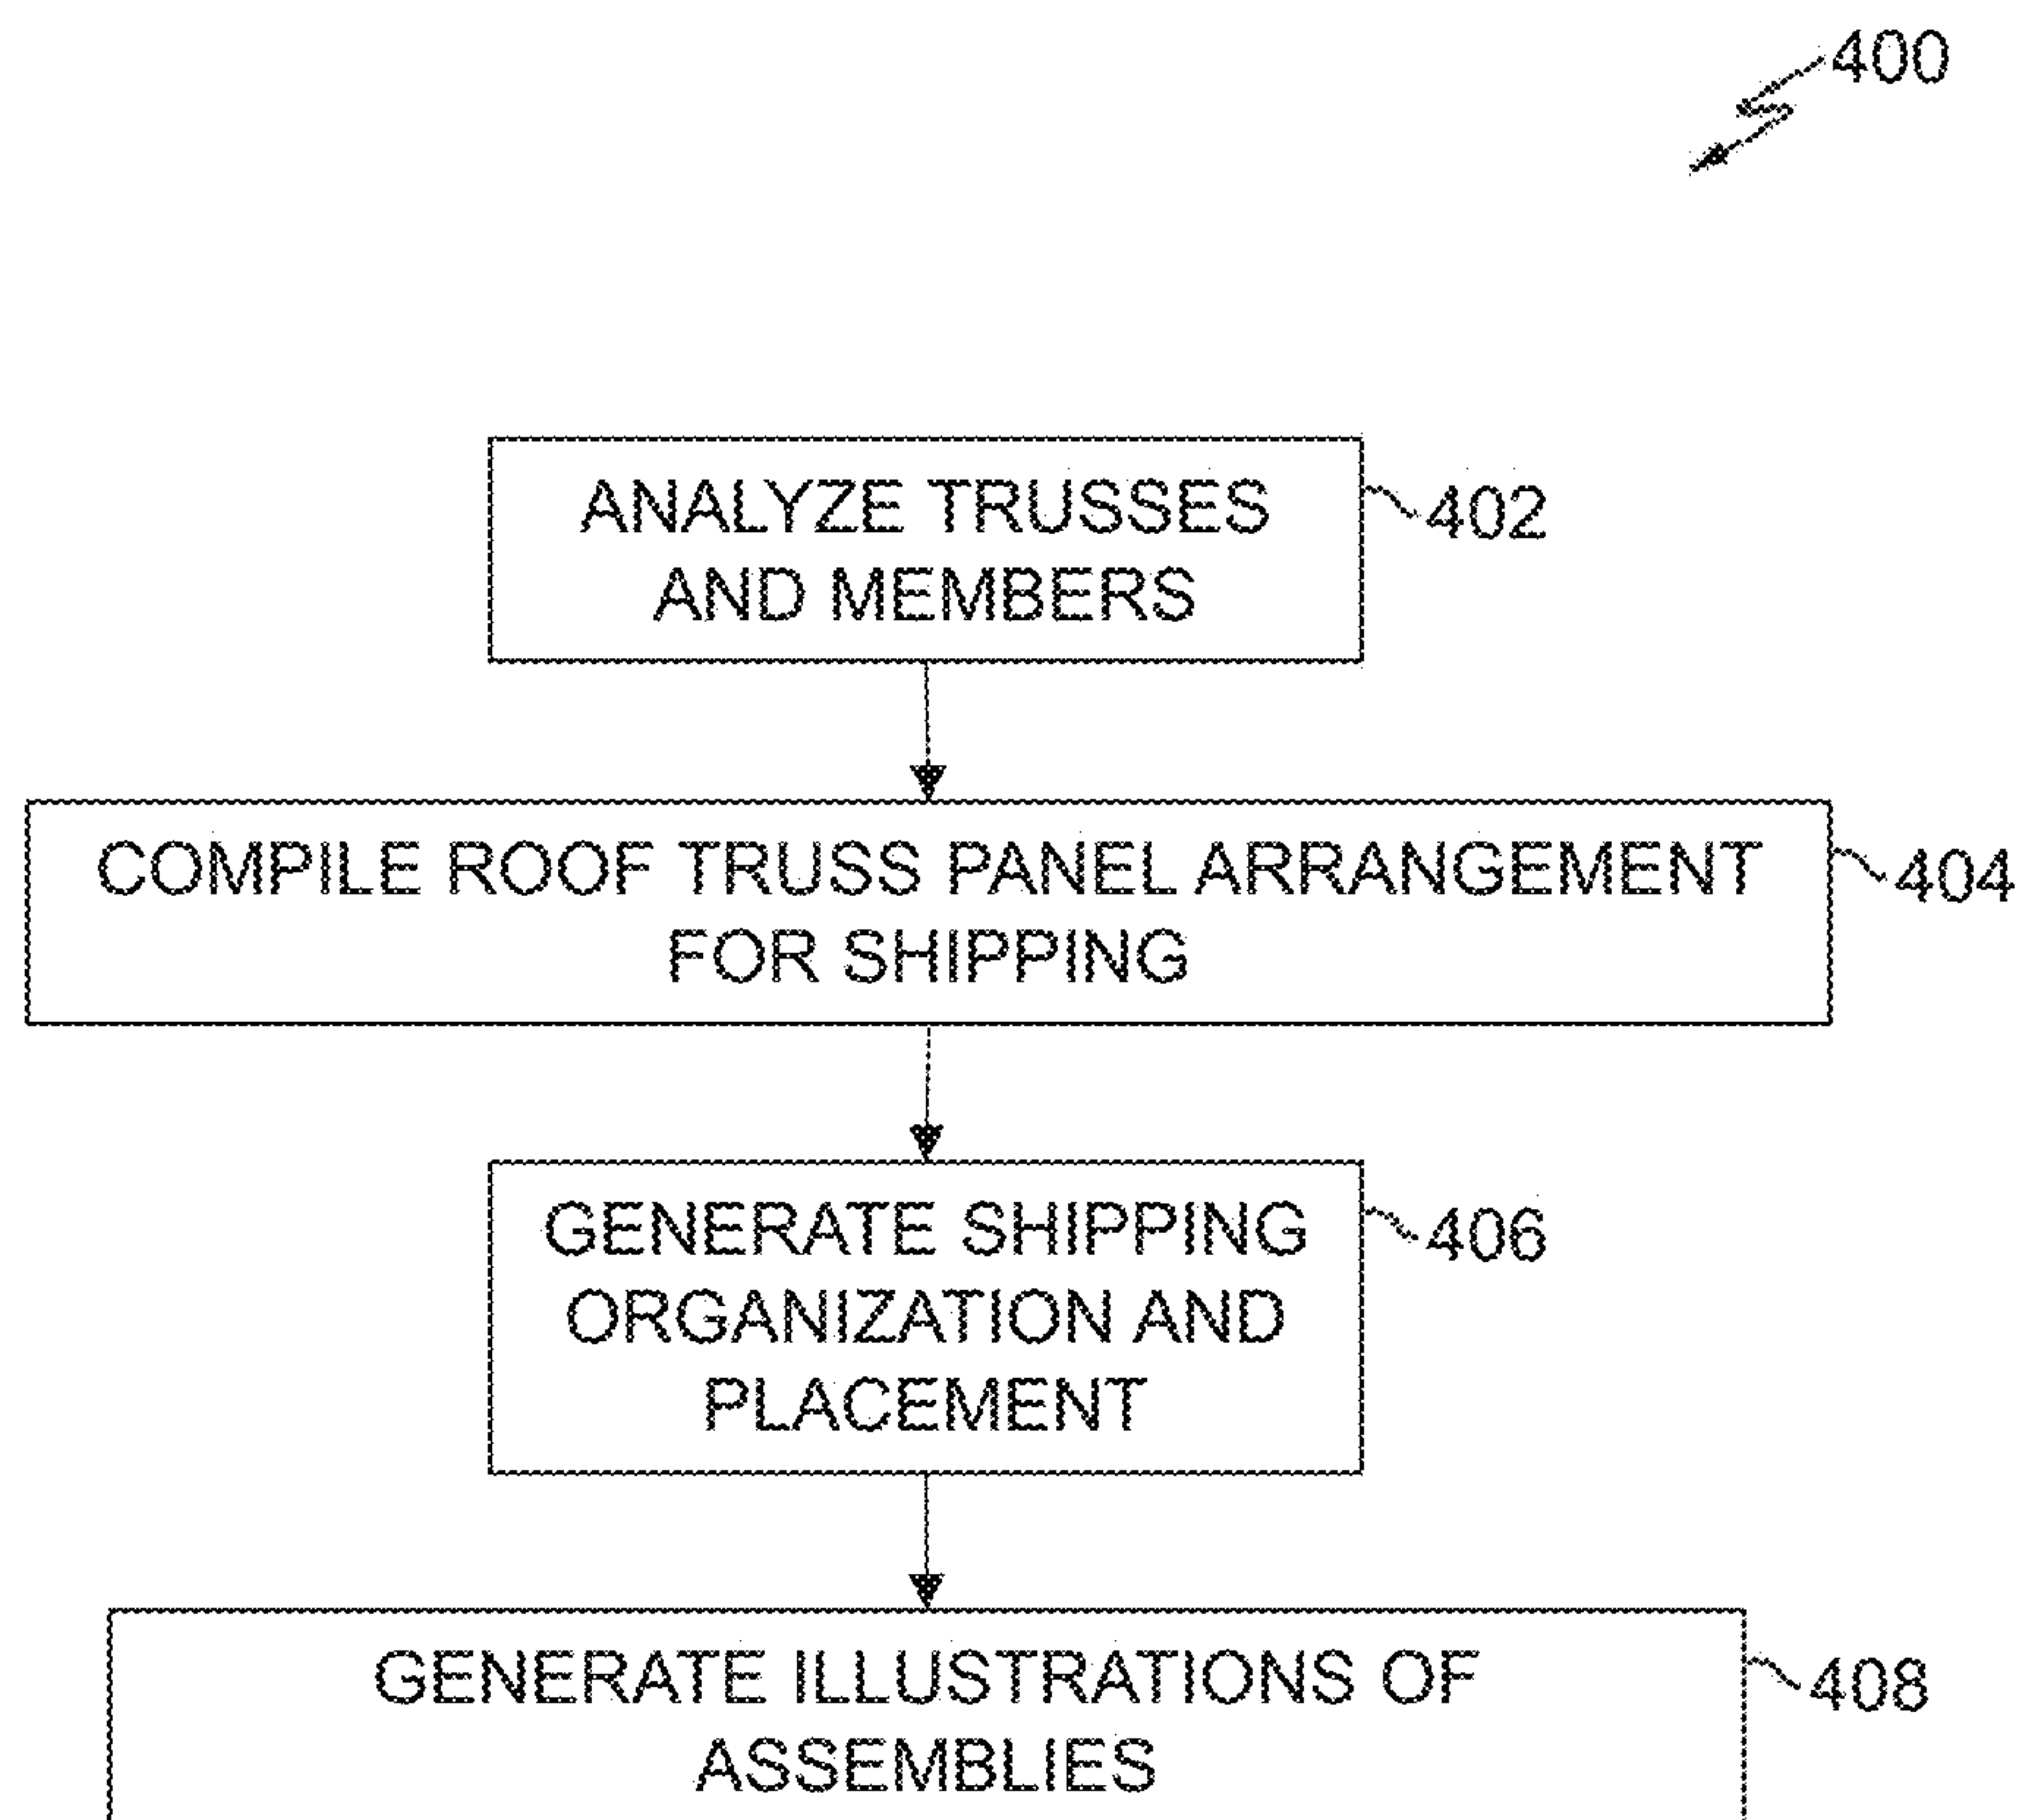 400
ANALYZE TRUSSES
AND MEMBERS
402
COMPILE ROOF TRUSS PANEL ARRANGEMENT
FOR SHIPPING
404
GENERATE SHIPPING
ORGANIZATION AND
PLACEMENT
406
GENERATE ILLUSTRATIONS OF
ASSEMBLIES
408